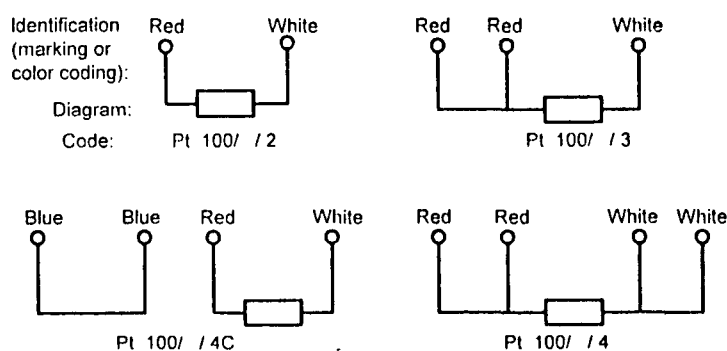 Identification
(marking or
color coding):
Red White
Red Red White
Diagram:
Code: Pt 100/ / 2
Pt 100/ / 3
Blue Blue Red White
Red Red White White
Pt 100/ / 4C
Pt 100/ / 4